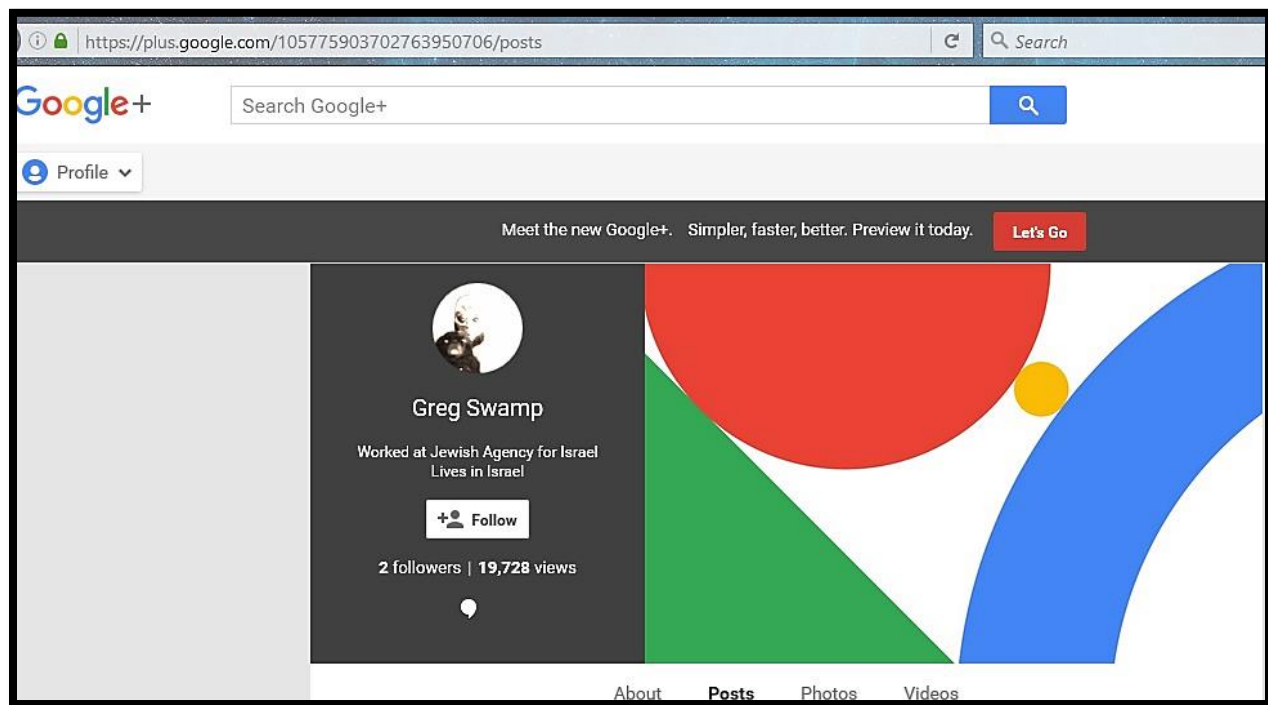 https://plus.google.com/105775903702763950706/posts
Search
Google+
Search Google+
Profile
Meet the new Google+. Simpler, faster, better. Preview it today.
Let's Go
Greg Swamp
Worked at Jewish Agency for Israel
Lives in Israel
Follow
2 followers | 19,728 views
About Posts Photos Videos